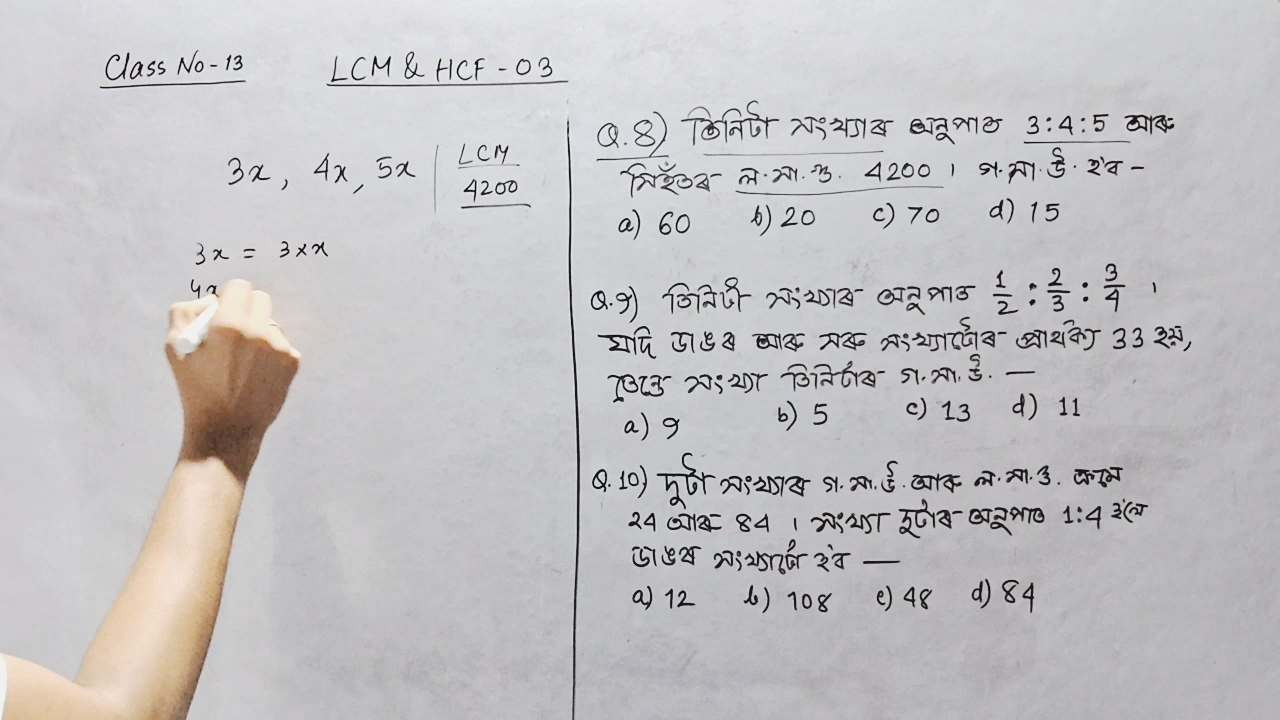 Class No - 13
LCM & HCF - 03
3x , 4x , 5x
LCM
4200
3x = 3 × x
4x
Q.8) তিনিটা সংখ্যাৰ অনুপাত 3 : 4 : 5 আৰু
সিহঁতৰ ল. সা. গু. 4200 । গ. সা. উ. হ'ব -
a) 60 b) 20 c) 70 d) 15
Q.9) তিনিটা সংখ্যাৰ অনুপাত 1/2 : 2/3 : 3/4 ।
যদি ডাঙৰ আৰু সৰু সংখ্যাটোৰ প্ৰাৰ্থক্য 33 হয়,
তেন্তে সংখ্যা তিনিটাৰ গ. সা. উ. —
a) 9 b) 5 c) 13 d) 11
Q.10) দুটা সংখ্যাৰ গ. সা. উ. আৰু ল. সা. গু. ক্ৰমে
24 আৰু 84 । সংখ্যা দুটাৰ অনুপাত 1:4 হ'লে
ডাঙৰ সংখ্যাটো হ'ব —
a) 12 b) 108 c) 48 d) 84